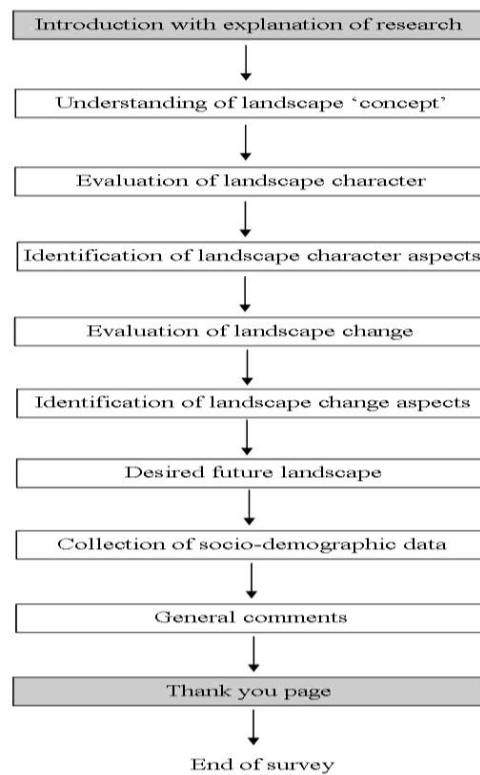 Introduction with explanation of research
Understanding of landscape ‘concept’
Evaluation of landscape character
Identification of landscape character aspects
Evaluation of landscape change
Identification of landscape change aspects
Desired future landscape
Collection of socio-demographic data
General comments
Thank you page
End of survey